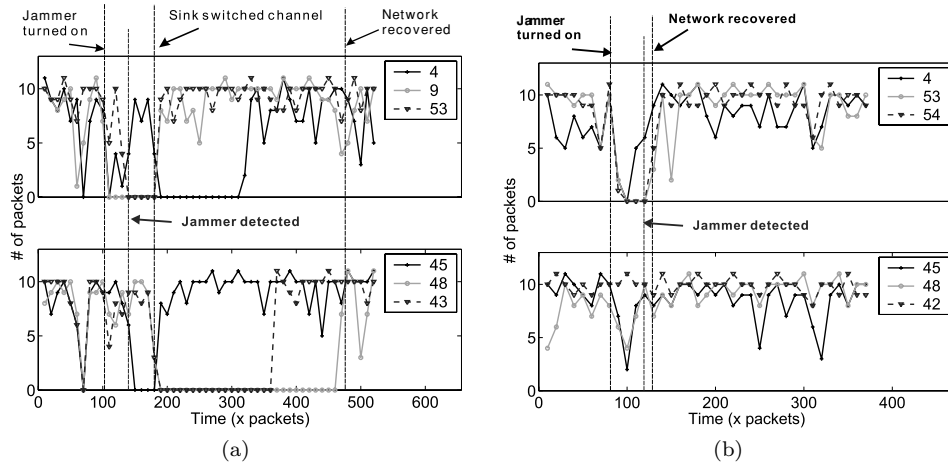 Jammer
turned on
Sink switched channel
Network
recovered
10
5
0
4
9
53
# of packets
Jammer detected
10
5
0
45
48
43
0 100 200 300 400 500 600
Time (x packets)
(a)
Jammer
turned on
Network recovered
10
5
0
4
53
54
# of packets
Jammer detected
10
5
0
45
48
42
0 100 200 300 400
Time (x packets)
(b)